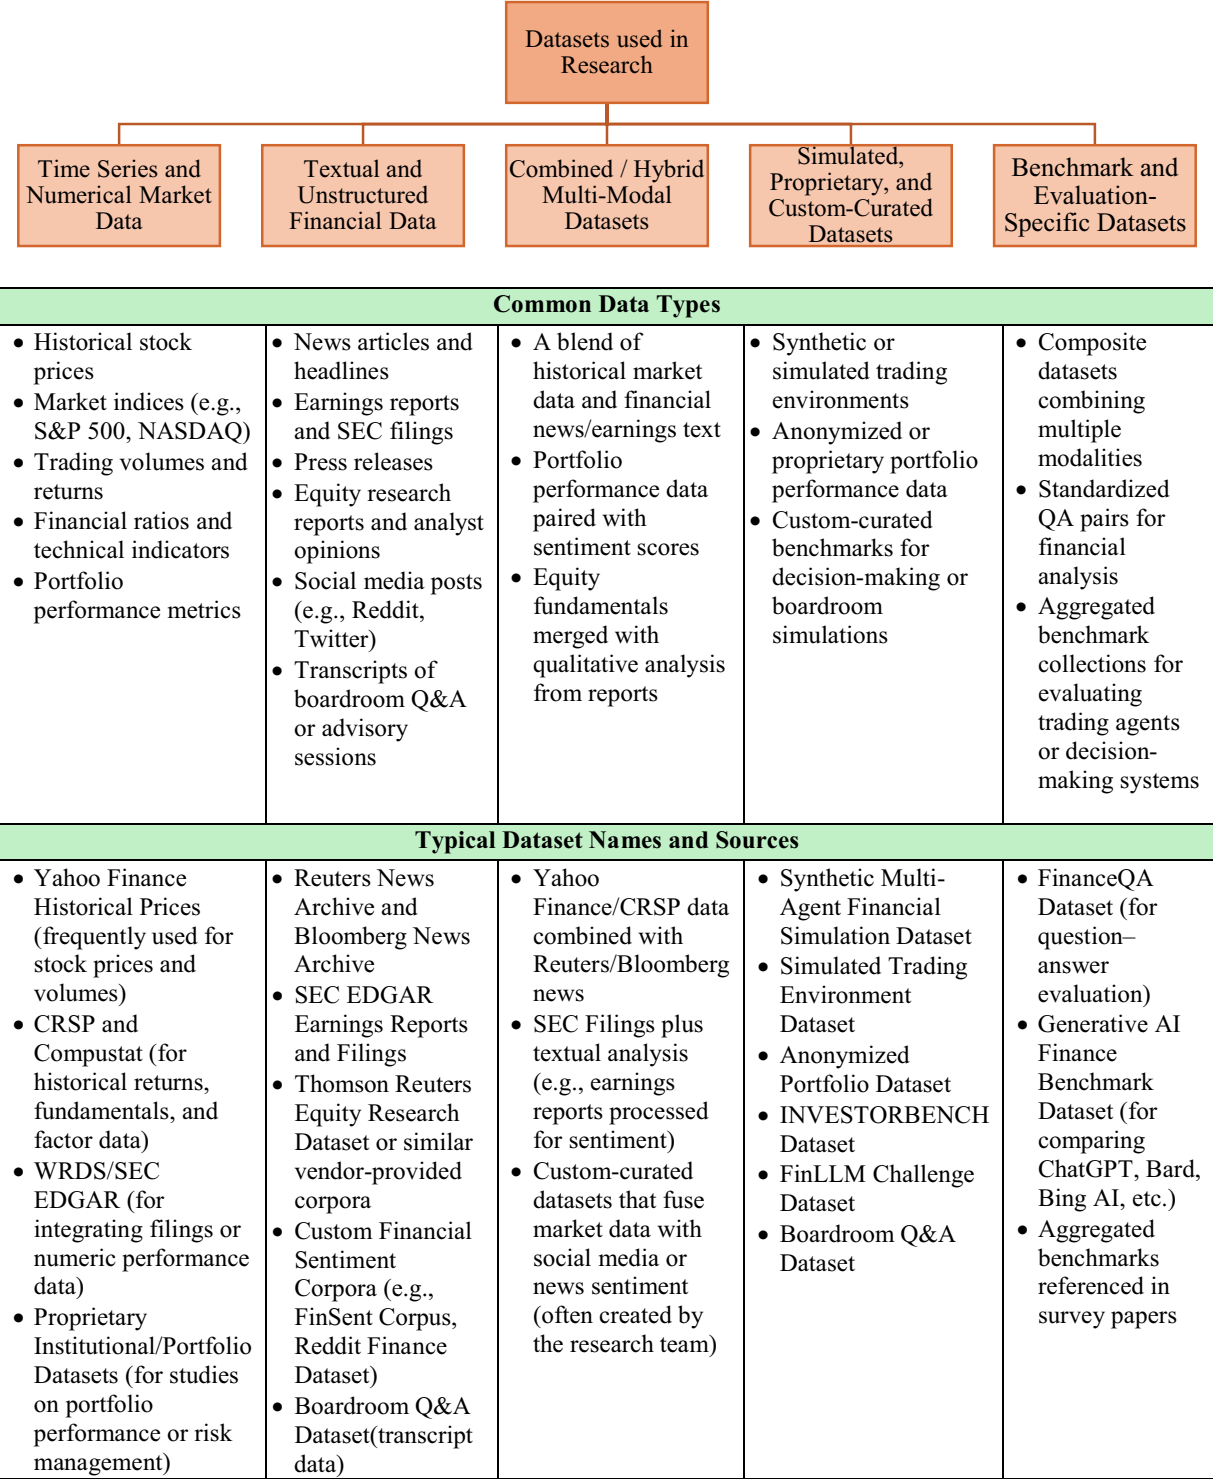 Datasets used in
Research
Time Series and
Numerical Market
Data
Textual and
Unstructured
Financial Data
Combined / Hybrid
Multi-Modal
Datasets
Simulated,
Proprietary, and
Custom-Curated
Datasets
Benchmark and
Evaluation-
Specific Datasets
Common Data Types
• Historical stock
prices
• Market indices (e.g.,
S&P 500, NASDAQ)
• Trading volumes and
returns
• Financial ratios and
technical indicators
• Portfolio
performance metrics
• News articles and
headlines
• Earnings reports
and SEC filings
• Press releases
• Equity research
reports and analyst
opinions
• Social media posts
(e.g., Reddit,
Twitter)
• Transcripts of
boardroom Q&A
or advisory
sessions
• A blend of
historical market
data and financial
news/earnings text
• Portfolio
performance data
paired with
sentiment scores
• Equity
fundamentals
merged with
qualitative analysis
from reports
• Synthetic or
simulated trading
environments
• Anonymized or
proprietary portfolio
performance data
• Custom-curated
benchmarks for
decision-making or
boardroom
simulations
• Composite
datasets
combining
multiple
modalities
• Standardized
QA pairs for
financial
analysis
• Aggregated
benchmark
collections for
evaluating
trading agents
or decision-
making systems
Typical Dataset Names and Sources
• Yahoo Finance
Historical Prices
(frequently used for
stock prices and
volumes)
• CRSP and
Compustat (for
historical returns,
fundamentals, and
factor data)
• WRDS/SEC
EDGAR (for
integrating filings or
numeric performance
data)
• Proprietary
Institutional/Portfolio
Datasets (for studies
on portfolio
performance or risk
management)
• Reuters News
Archive and
Bloomberg News
Archive
• SEC EDGAR
Earnings Reports
and Filings
• Thomson Reuters
Equity Research
Dataset or similar
vendor-provided
corpora
• Custom Financial
Sentiment
Corpora (e.g.,
FinSent Corpus,
Reddit Finance
Dataset)
• Boardroom Q&A
Dataset(transcript
data)
• Yahoo
Finance/CRSP data
combined with
Reuters/Bloomberg
news
• SEC Filings plus
textual analysis
(e.g., earnings
reports processed
for sentiment)
• Custom-curated
datasets that fuse
market data with
social media or
news sentiment
(often created by
the research team)
• Synthetic Multi-
Agent Financial
Simulation Dataset
• Simulated Trading
Environment
Dataset
• Anonymized
Portfolio Dataset
• INVESTORBENCH
Dataset
• FinLLM Challenge
Dataset
• Boardroom Q&A
Dataset
• FinanceQA
Dataset (for
question–
answer
evaluation)
• Generative AI
Finance
Benchmark
Dataset (for
comparing
ChatGPT, Bard,
Bing AI, etc.)
• Aggregated
benchmarks
referenced in
survey papers